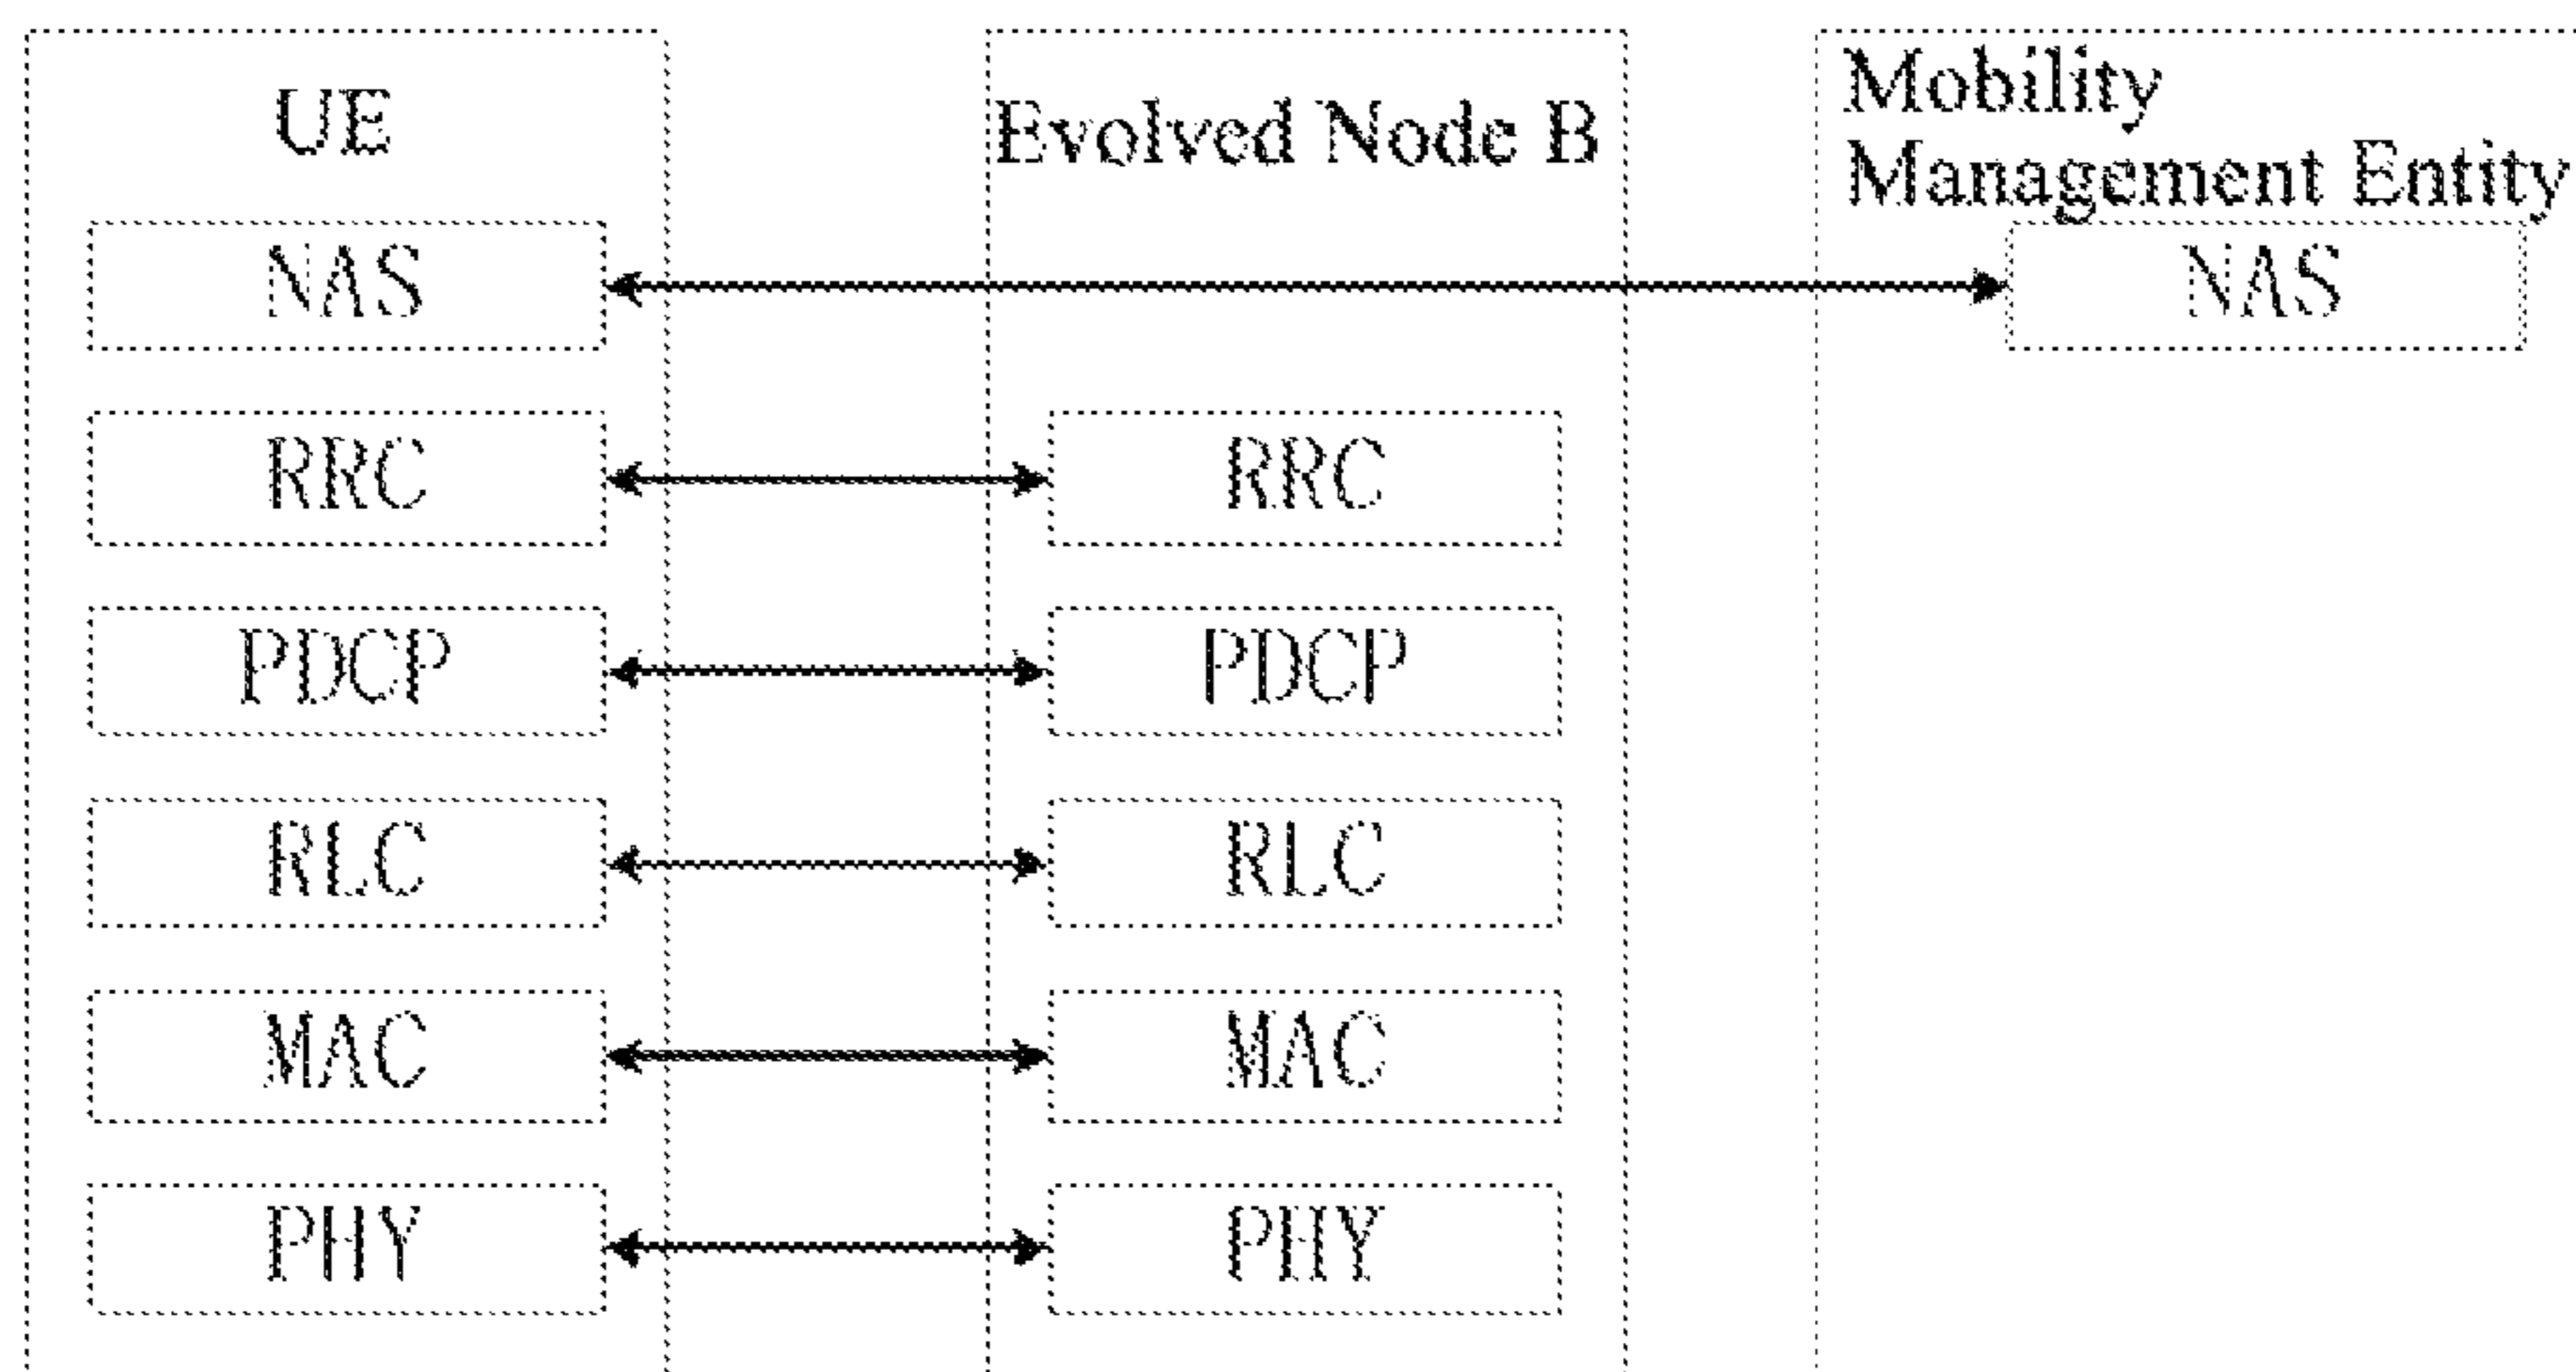 UE
Evolved Node B
Mobility
Management Entity
NAS
NAS
RRC
RRC
PDCP
PDCP
RLC
RLC
MAC
MAC
PHY
PHY